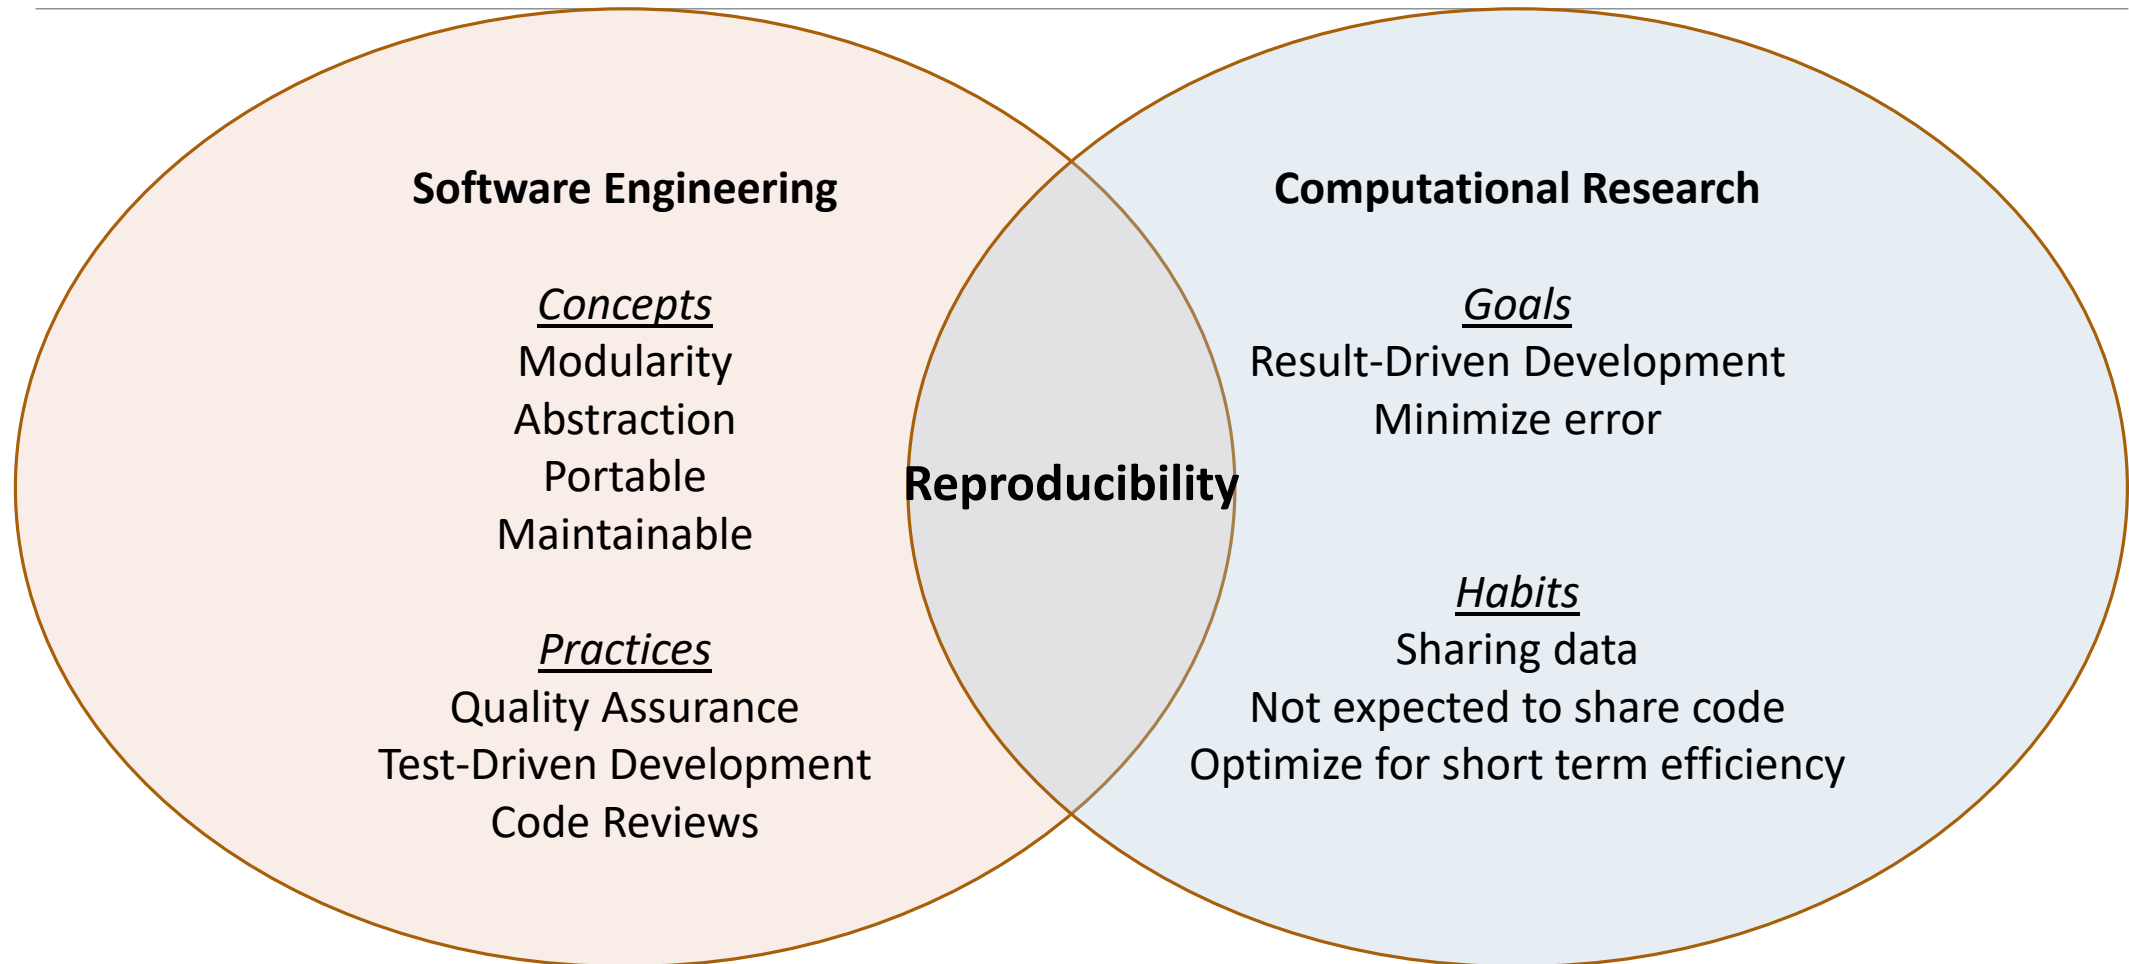 Software Engineering
Concepts
Modularity
Abstraction
Portable
Maintainable
Practices
Quality Assurance
Test-Driven Development
Code Reviews
Reproducibility
Computational Research
Goals
Result-Driven Development
Minimize error
Habits
Sharing data
Not expected to share code
Optimize for short term efficiency